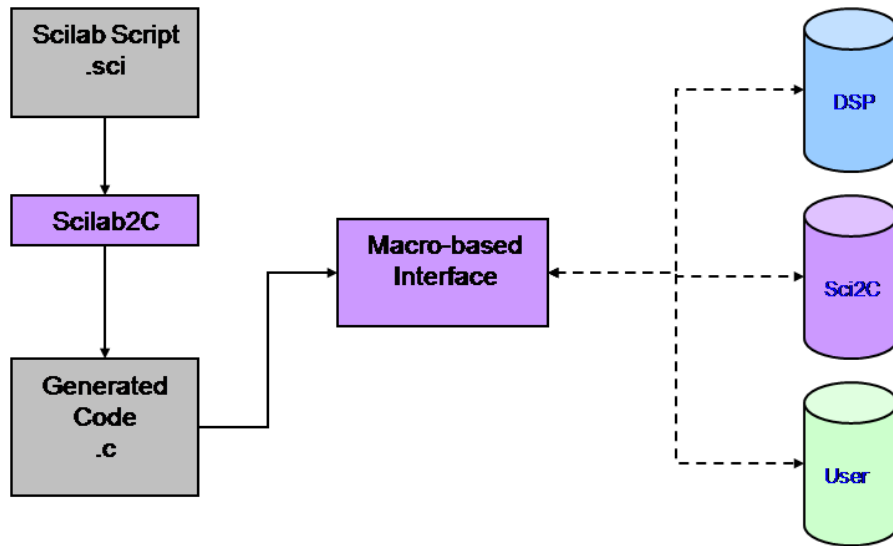 Scilab Script
.sci
Scilab2C
Generated
Code
.c
Macro-based
Interface
DSP
Sci2C
User